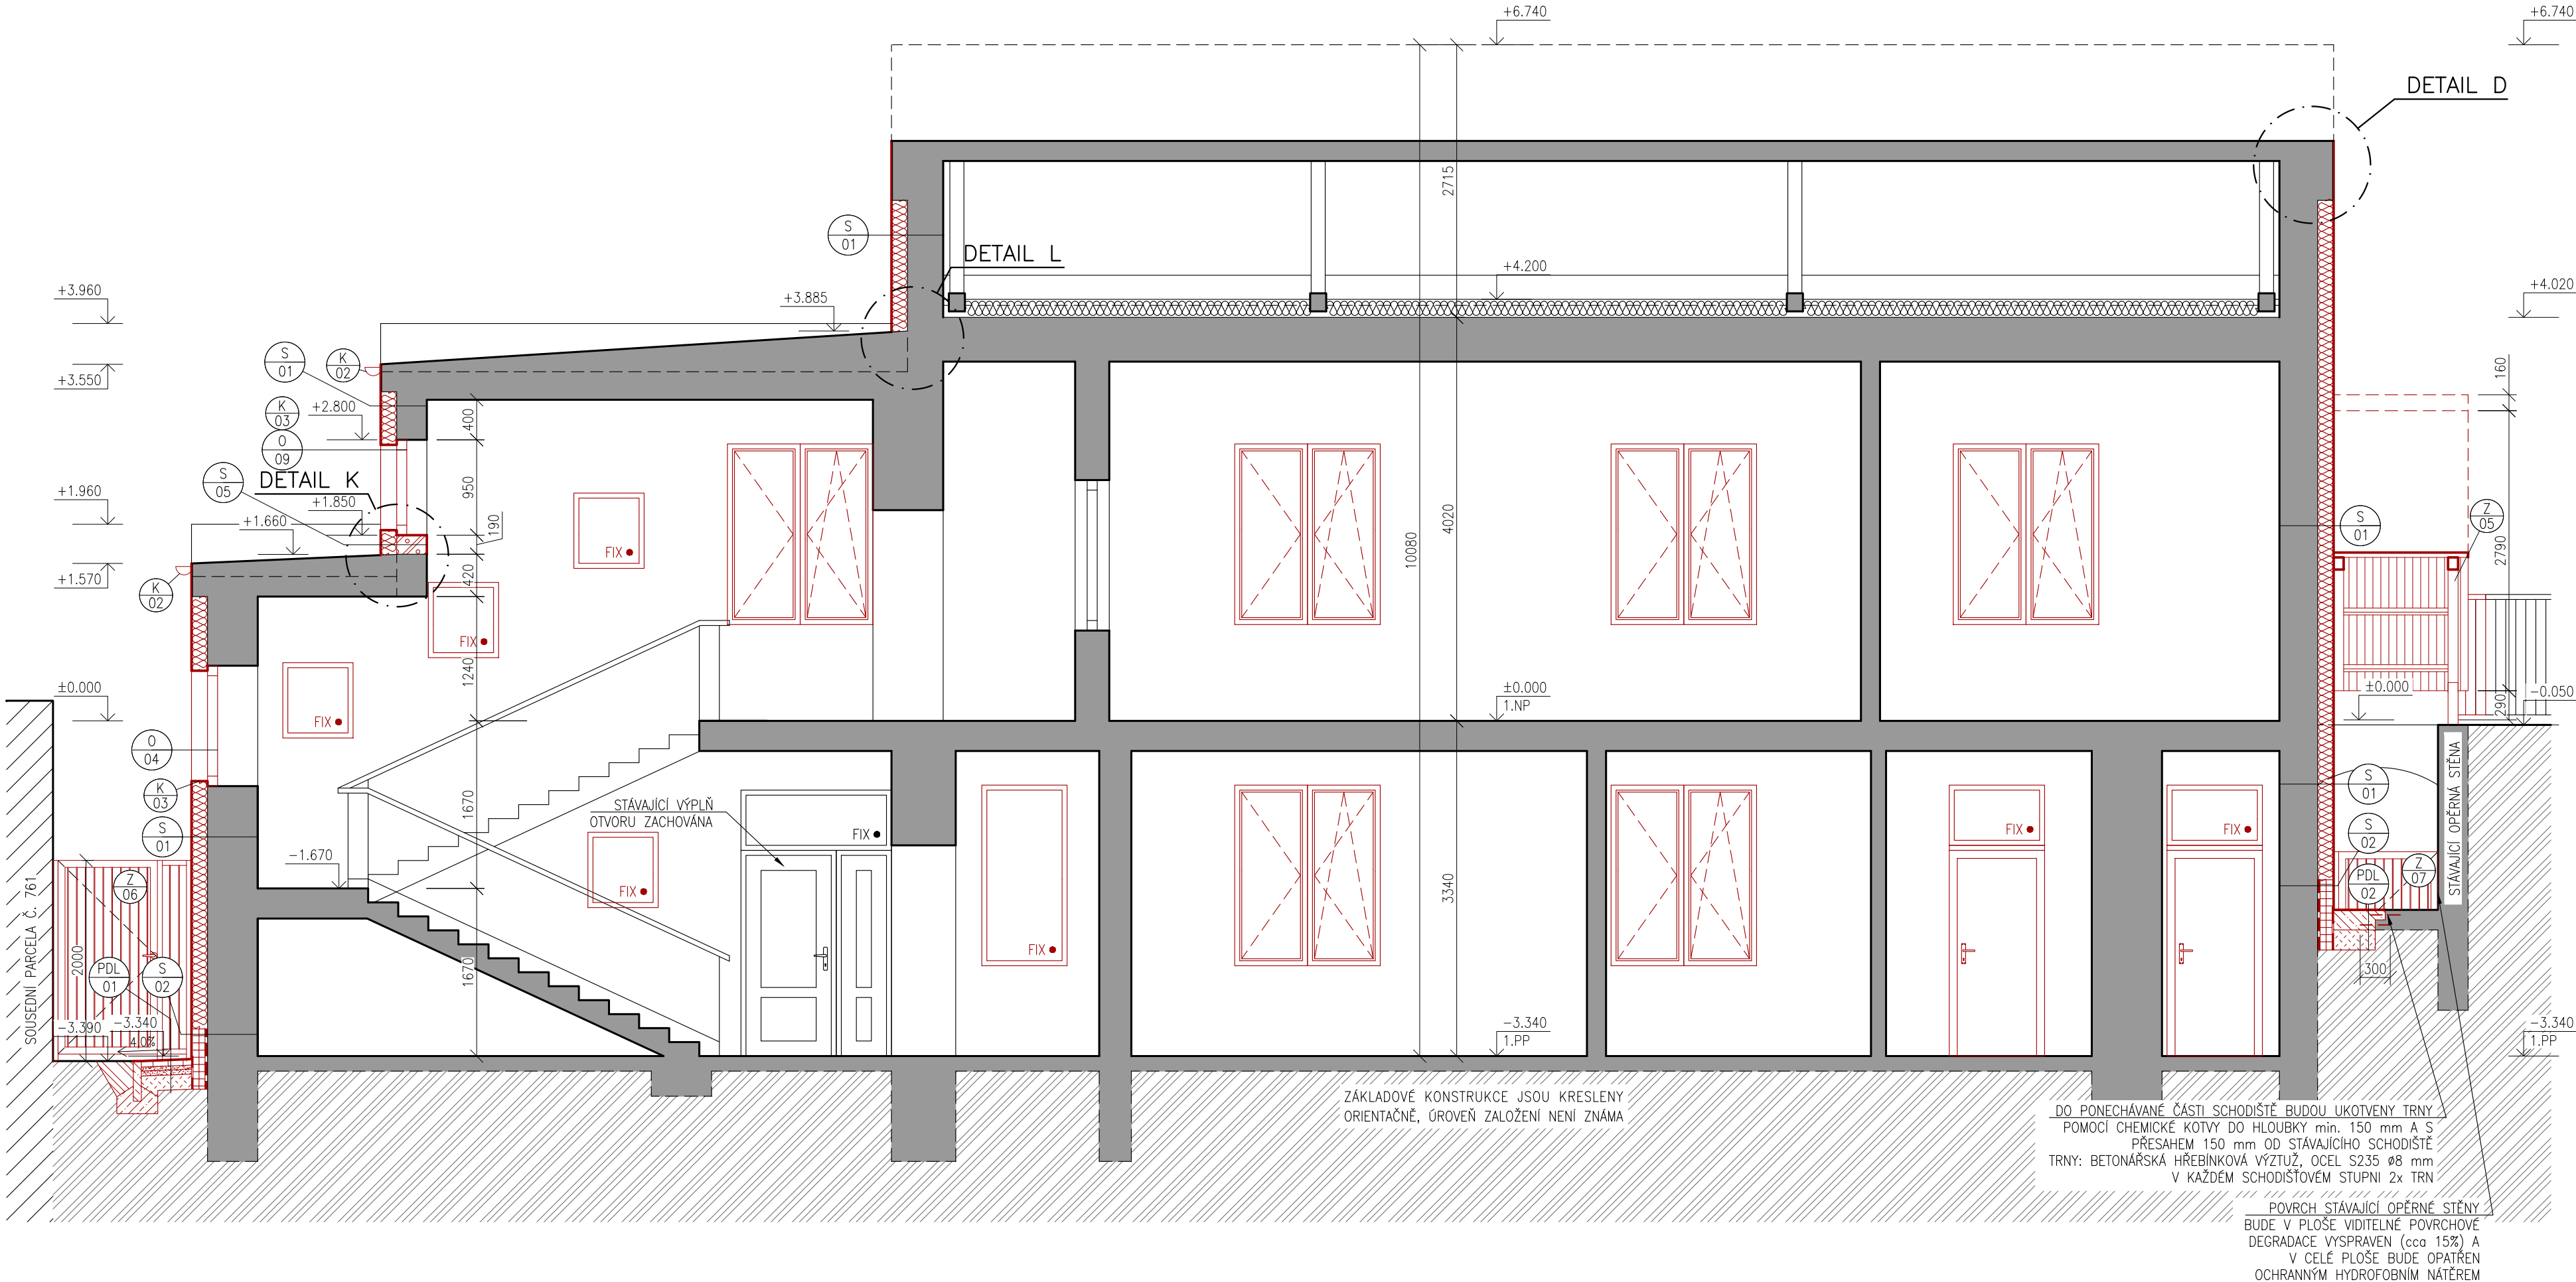 +6.740
+6.740
DETAIL D
2715
S
01
DETAIL L
+4.200
+3.960
+3.885
+4.020
S
01
K
02
+3.550
160
K
03
+2.800
400
O
09
S
05
DETAIL K
950
+1.960
+1.850
190
+1.660
10080
4020
S
01
Z
05
2790
FIX
+1.570
K
02
420
FIX
1240
FIX
±0.000
±0.000
1.NP
±0.000
290
-0.050
O
04
K
03
S
01
1670
STÁVAJÍCÍ VÝPLŇ
OTVORU ZACHOVÁNA
FIX
FIX
FIX
S
01
S
02
STÁVAJÍCÍ OPĚRNÁ STĚNA
-1.670
Z
06
FIX
3340
PDL
02
Z
07
SOUSEDNÍ PARCELA Č. 761
2000
PDL
01
S
02
1670
FIX
300
-3.390
-3.340
4.0%
-3.340
1.PP
-3.340
1.PP
ZÁKLADOVÉ KONSTRUKCE JSOU KRESLENY
ORIENTAČNĚ, ÚROVEŇ ZALOŽENÍ NENÍ ZNÁMA
DO PONECHÁVANÉ ČÁSTI SCHODIŠTĚ BUDOU UKOTVENY TRNY
POMOCÍ CHEMICKÉ KOTVY DO HLOUBKY min. 150 mm A S
PŘESAHEM 150 mm OD STÁVAJÍCÍHO SCHODIŠTĚ
TRNY: BETONÁŘSKÁ HŘEBÍNKOVÁ VÝZTUŽ, OCEL S235 ø8 mm
V KAŽDÉM SCHODIŠŤOVÉM STUPNI 2x TRN
POVRCH STÁVAJÍCÍ OPĚRNÉ STĚNY
BUDE V PLOŠE VIDITELNÉ POVRCHOVÉ
DEGRADACE VYSPRAVEN (cca 15%) A
V CELÉ PLOŠE BUDE OPATŘEN
OCHRANNÝM HYDROFOBNÍM NÁTĚREM